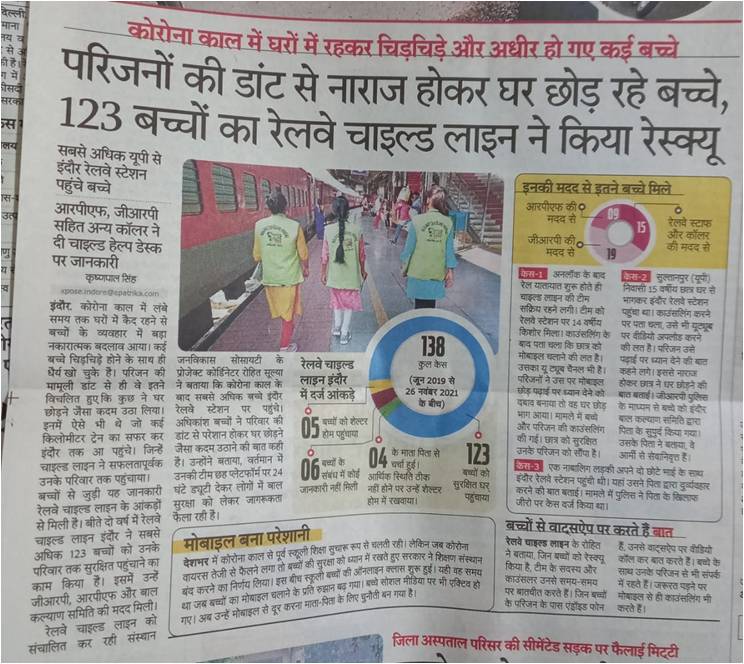 कोरोना काल में घरों में रहकर चिड़चिड़े और अधीर हो गए कई बच्चे
परिजनों की डांट से नाराज होकर घर छोड़ रहे बच्चे,
123 बच्चों का रेलवे चाइल्ड लाइन ने किया रेस्क्यू
सबसे अधिक यूपी से
इंदौर रेलवे स्टेशन
पहुंचे बच्चे
आरपीएफ, जीआरपी
सहित अन्य कॉलर ने
दी चाइल्ड हेल्प डेस्क
पर जानकारी
कृष्णपाल सिंह
xpose.indore@epatrika.com
इंदौर. कोरोना काल में लंबे
समय तक घरों में कैद रहने से
बच्चों के व्यवहार में बड़ा
नकारात्मक बदलाव आया। कई
बच्चे चिड़चिड़े होने के साथ ही
धैर्य खो चुके है। परिजन की
मामूली डांट से ही वे इतने
विचलित हुए कि कुछ ने घर
छोड़ने जैसा कदम उठा लिया।
इनमें ऐसे भी थे जो कई
किलोमीटर ट्रेन का सफर कर
इंदौर तक आ पहुंचे। जिन्हें
चाइल्ड लाइन ने सफलतापूर्वक
उनके परिवार तक पहुंचाया।
बच्चों से जुड़ी यह जानकारी
रेलवे चाइल्ड लाइन के आंकड़ों
से मिली है। बीते दो वर्ष में रेलवे
चाइल्ड लाइन इंदौर ने सबसे
अधिक 123 बच्चों को उनके
परिवार तक सुरक्षित पहुंचाने का
काम किया है। इसमें उन्हें
जीआरपी, आरपीएफ और बाल
कल्याण समिति की मदद मिली।
रेलवे चाइल्ड लाइन को
संचालित कर रही संस्थान
जनविकास सोसायटी के
प्रोजेक्ट कोर्डिनेटर रोहित सूल्या
ने बताया कि कोरोना काल के
बाद सबसे अधिक बच्चे इंदौर
रेलवे स्टेशन पर पहुंचे।
अधिकांश बच्चों ने परिवार की
डांट से परेशान होकर घर छोड़ने
जैसा कदम उठाने की बात कही
है। उन्होंने बताया, वर्तमान में
उनकी टीम छह प्लेटफॉर्म पर 24
घंटे ड्यूटी देकर लोगों में बाल
सुरक्षा को लेकर जागरूकता
फैला रही है।
रेलवे चाइल्ड
लाइन इंदौर
में दर्ज आंकड़े
138
कुल केस
(जून 2019 से
26 नवंबर 2021
के बीच)
05 बच्चों को शेल्टर
होम पहुंचाया
06 बच्चों के
संबंध में कोई
जानकारी नहीं मिली
04 के माता पिता से
चर्चा हुई।
आर्थिक स्थिति ठीक
नहीं होने पर उन्हें शेल्टर
होम में रखवाया।
123
बच्चों को
सुरक्षित घर
पहुंचाया
इनकी मदद से इतने बच्चे मिले
आरपीएफ की
मदद से
09
15
19
रेलवे स्टाफ
और कॉलर
की मदद से
जीआरपी की
मदद से
केस-1 अनलॉक के बाद
रेल यातायात शुरू होते ही
चाइल्ड लाइन की टीम
सक्रिय रहने लगी। टीम को
रेलवे स्टेशन पर 14 वर्षीय
किशोर मिला। काउंसलिंग के
बाद पता चला कि छात्र को
मोबाइल चलाने की लत है।
उसका यू ट्यूब चैनल भी है।
परिजनों ने उस पर मोबाइल
छोड़ पढ़ाई पर ध्यान देने को
दबाव बनाया तो वह घर छोड़
भाग आया। मामले में बच्चे
और परिजन की काउंसलिंग
की गई। छात्र को सुरक्षित
उनके परिजन को सौंपा है।
केस-2 सुल्तानपुर (यूपी)
निवासी 15 वर्षीय छात्र घर से
भागकर इंदौर रेलवे स्टेशन
पहुंचा था। काउंसलिंग करने
पर पता चला, उसे भी यूट्यूब
पर वीडियो अपलोड करने
की लत है। परिजन उसे
पढ़ाई पर ध्यान देने की बात
कहने लगे। इससे नाराज
होकर छात्र ने घर छोड़ने की
बात बताई। जीआरपी पुलिस
के माध्यम से बच्चे को इंदौर
बाल कल्याण समिति द्वारा
पिता के सुपुर्द किया गया।
उसके पिता ने बताया, वे
आर्मी से सेवानिवृत्त हैं।
केस-3 एक नाबालिग लड़की अपने दो छोटे भाई के साथ
इंदौर रेलवे स्टेशन पहुंची थी। यहां उसने पिता द्वारा दुर्व्यवहार
करने की बात बताई। मामले में पुलिस ने पिता के खिलाफ
जीरो पर केस दर्ज किया था।
मोबाइल बना परेशानी
देशभर में कोरोना काल से पूर्व स्कूली शिक्षा सुचारू रूप से चलती रही। लेकिन जब कोरोना
वायरस तेजी से फैलने लगा तो बच्चों की सुरक्षा को ध्यान में रखते हुए सरकार ने शिक्षण संस्थान
बंद करने का निर्णय लिया। इस बीच स्कूली बच्चों की ऑनलाइन क्लास शुरू हुई। यही वह समय
था जब बच्चों का मोबाइल चलाने के प्रति रुझान बढ़ गया। बच्चे सोशल मीडिया पर भी एक्टिव हो
गए। अब उन्हें मोबाइल से दूर करना माता-पिता के लिए चुनौती बन गया है।
बच्चों से वाट्सऐप पर करते हैं बात
रेलवे चाइल्ड लाइन के रोहित
ने बताया, जिन बच्चों को रेस्क्यू
किया है, टीम के सदस्य और
काउंसलर उनसे समय-समय
पर बातचीत करते हैं। जिन बच्चों
के परिजन के पास एंड्रॉइड फोन
हैं, उनसे वाट्सऐप पर वीडियो
कॉल कर बात करते हैं। बच्चे के
साथ उनके परिजन से भी संपर्क
में रहते हैं। जरूरत पड़ने पर
मोबाइल से ही काउंसलिंग भी
करते हैं।
जिला अस्पताल परिसर की सीमेंटेड सड़क पर फैलाई मिट्टी